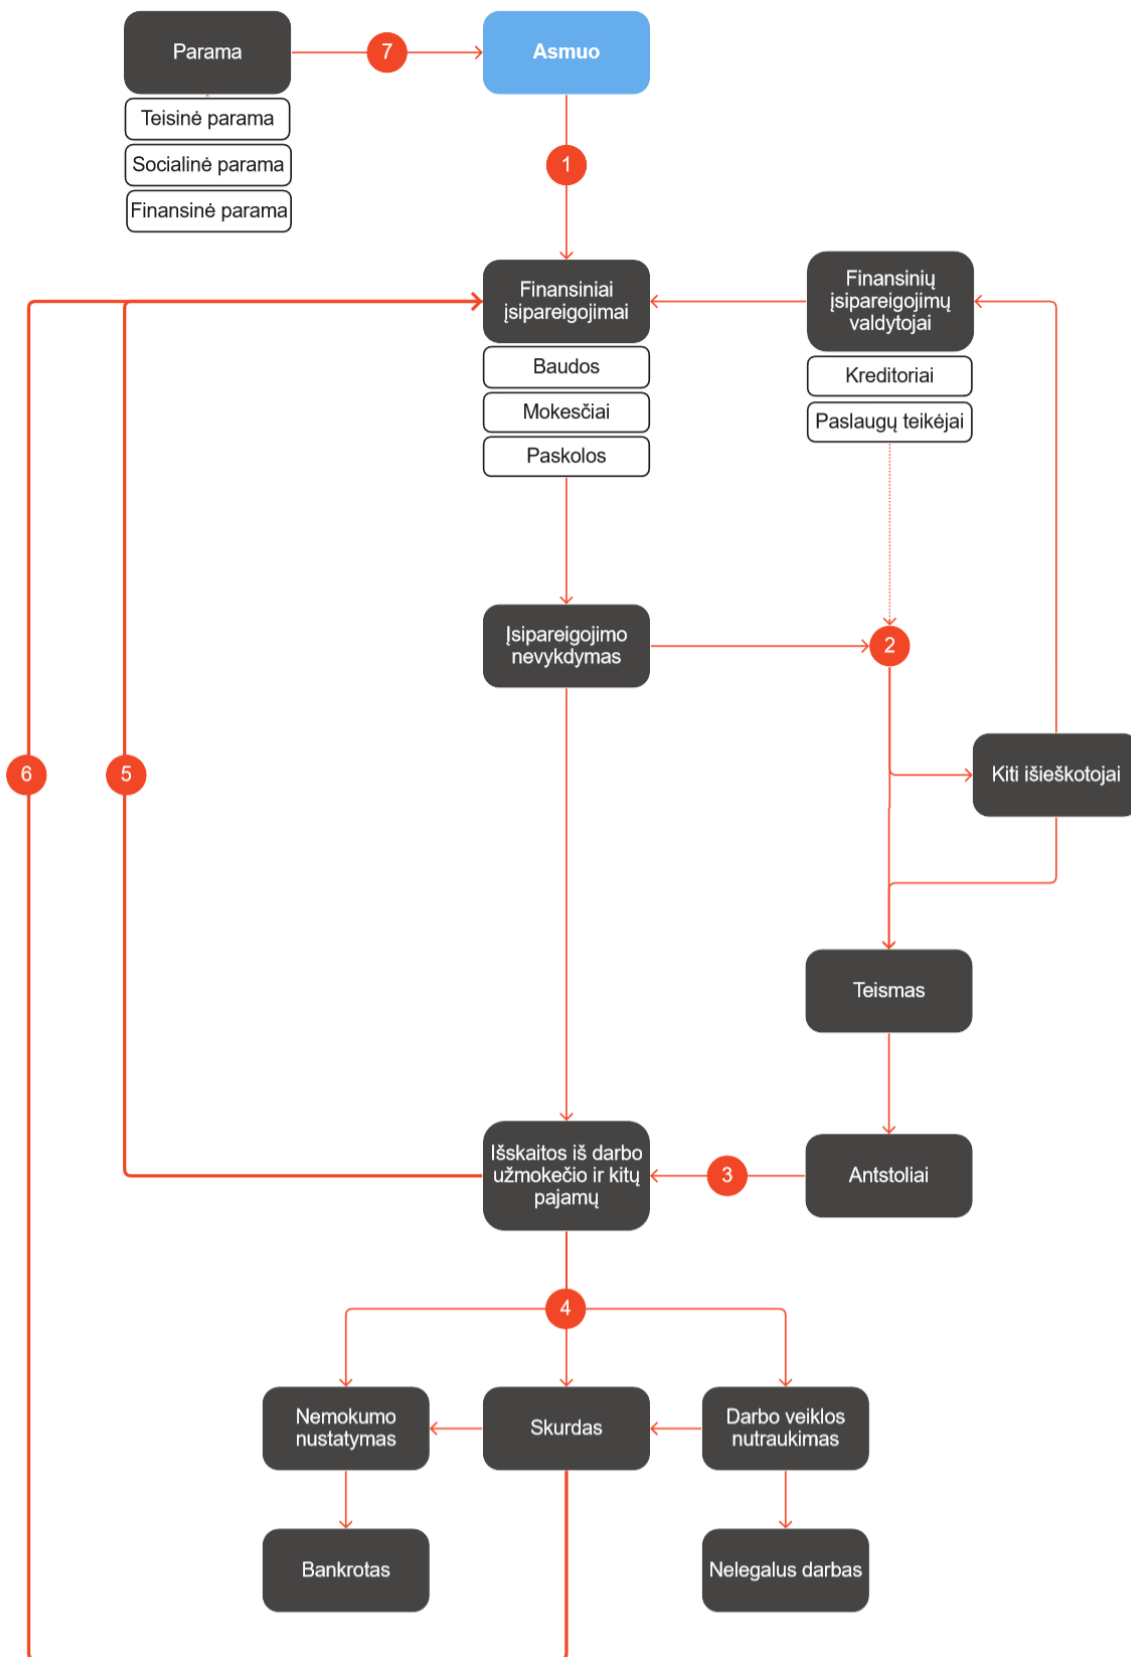 Parama
7
Asmuo
Teisinė parama
Socialinė parama
Finansinė parama
1
Finansiniai
įsipareigojimai
Baudos
Mokesčiai
Paskolos
Finansinių
įsipareigojimų
valdytojai
Kreditoriai
Paslaugų teikėjai
Įsipareigojimo
nevykdymas
2
6
5
Kiti išieškotojai
Teismas
Išskaitos iš darbo
užmokečio ir kitų
pajamų
3
Antstoliai
4
Nemokumo
nustatymas
Skurdas
Darbo veiklos
nutraukimas
Bankrotas
Nelegalus darbas